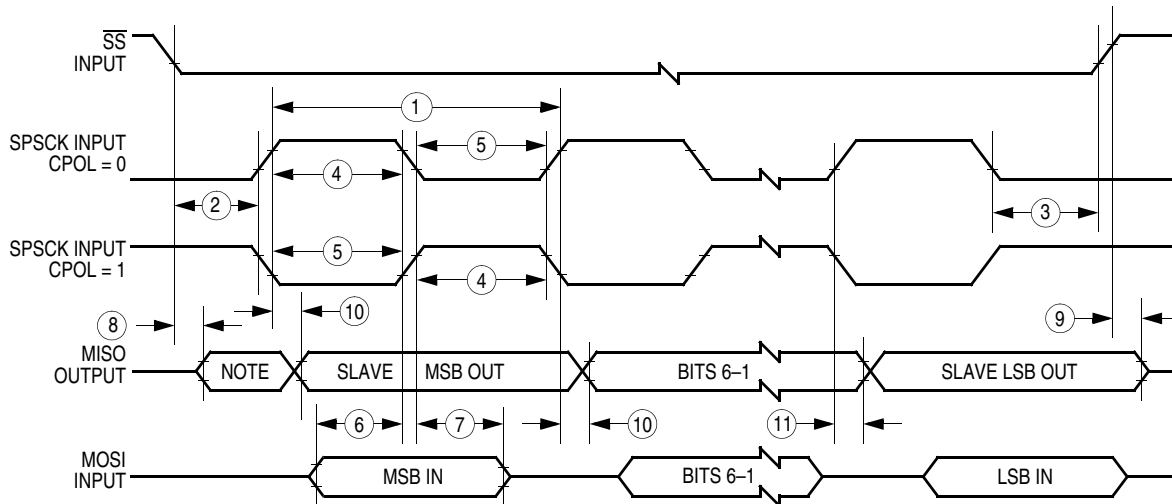 SS
INPUT
1
SPSCK INPUT
CPOL = 0
5
4
2
3
SPSCK INPUT
CPOL = 1
5
4
8
10
9
MISO
OUTPUT
NOTE
SLAVE
MSB OUT
BITS 6–1
SLAVE LSB OUT
6
7
10
11
MOSI
INPUT
MSB IN
BITS 6–1
LSB IN